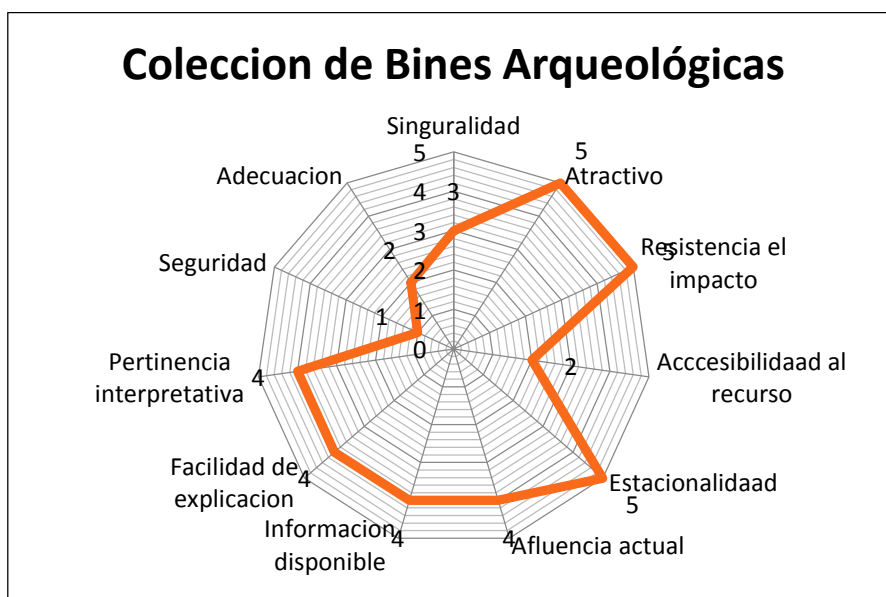 Coleccion de Bines Arqueológicas
Singuralidad
5
5
Adecuacion
Atractivo
4
3
3
2
Resistencia el
5
impacto
Seguridad
2
1
1
0
Pertinencia
interpretativa
4
2
Acccesibilidaad al
recurso
Facilidad de
explicacion
4
Estacionalidaad
5
Informacion
disponible
4
4
Afluencia actual